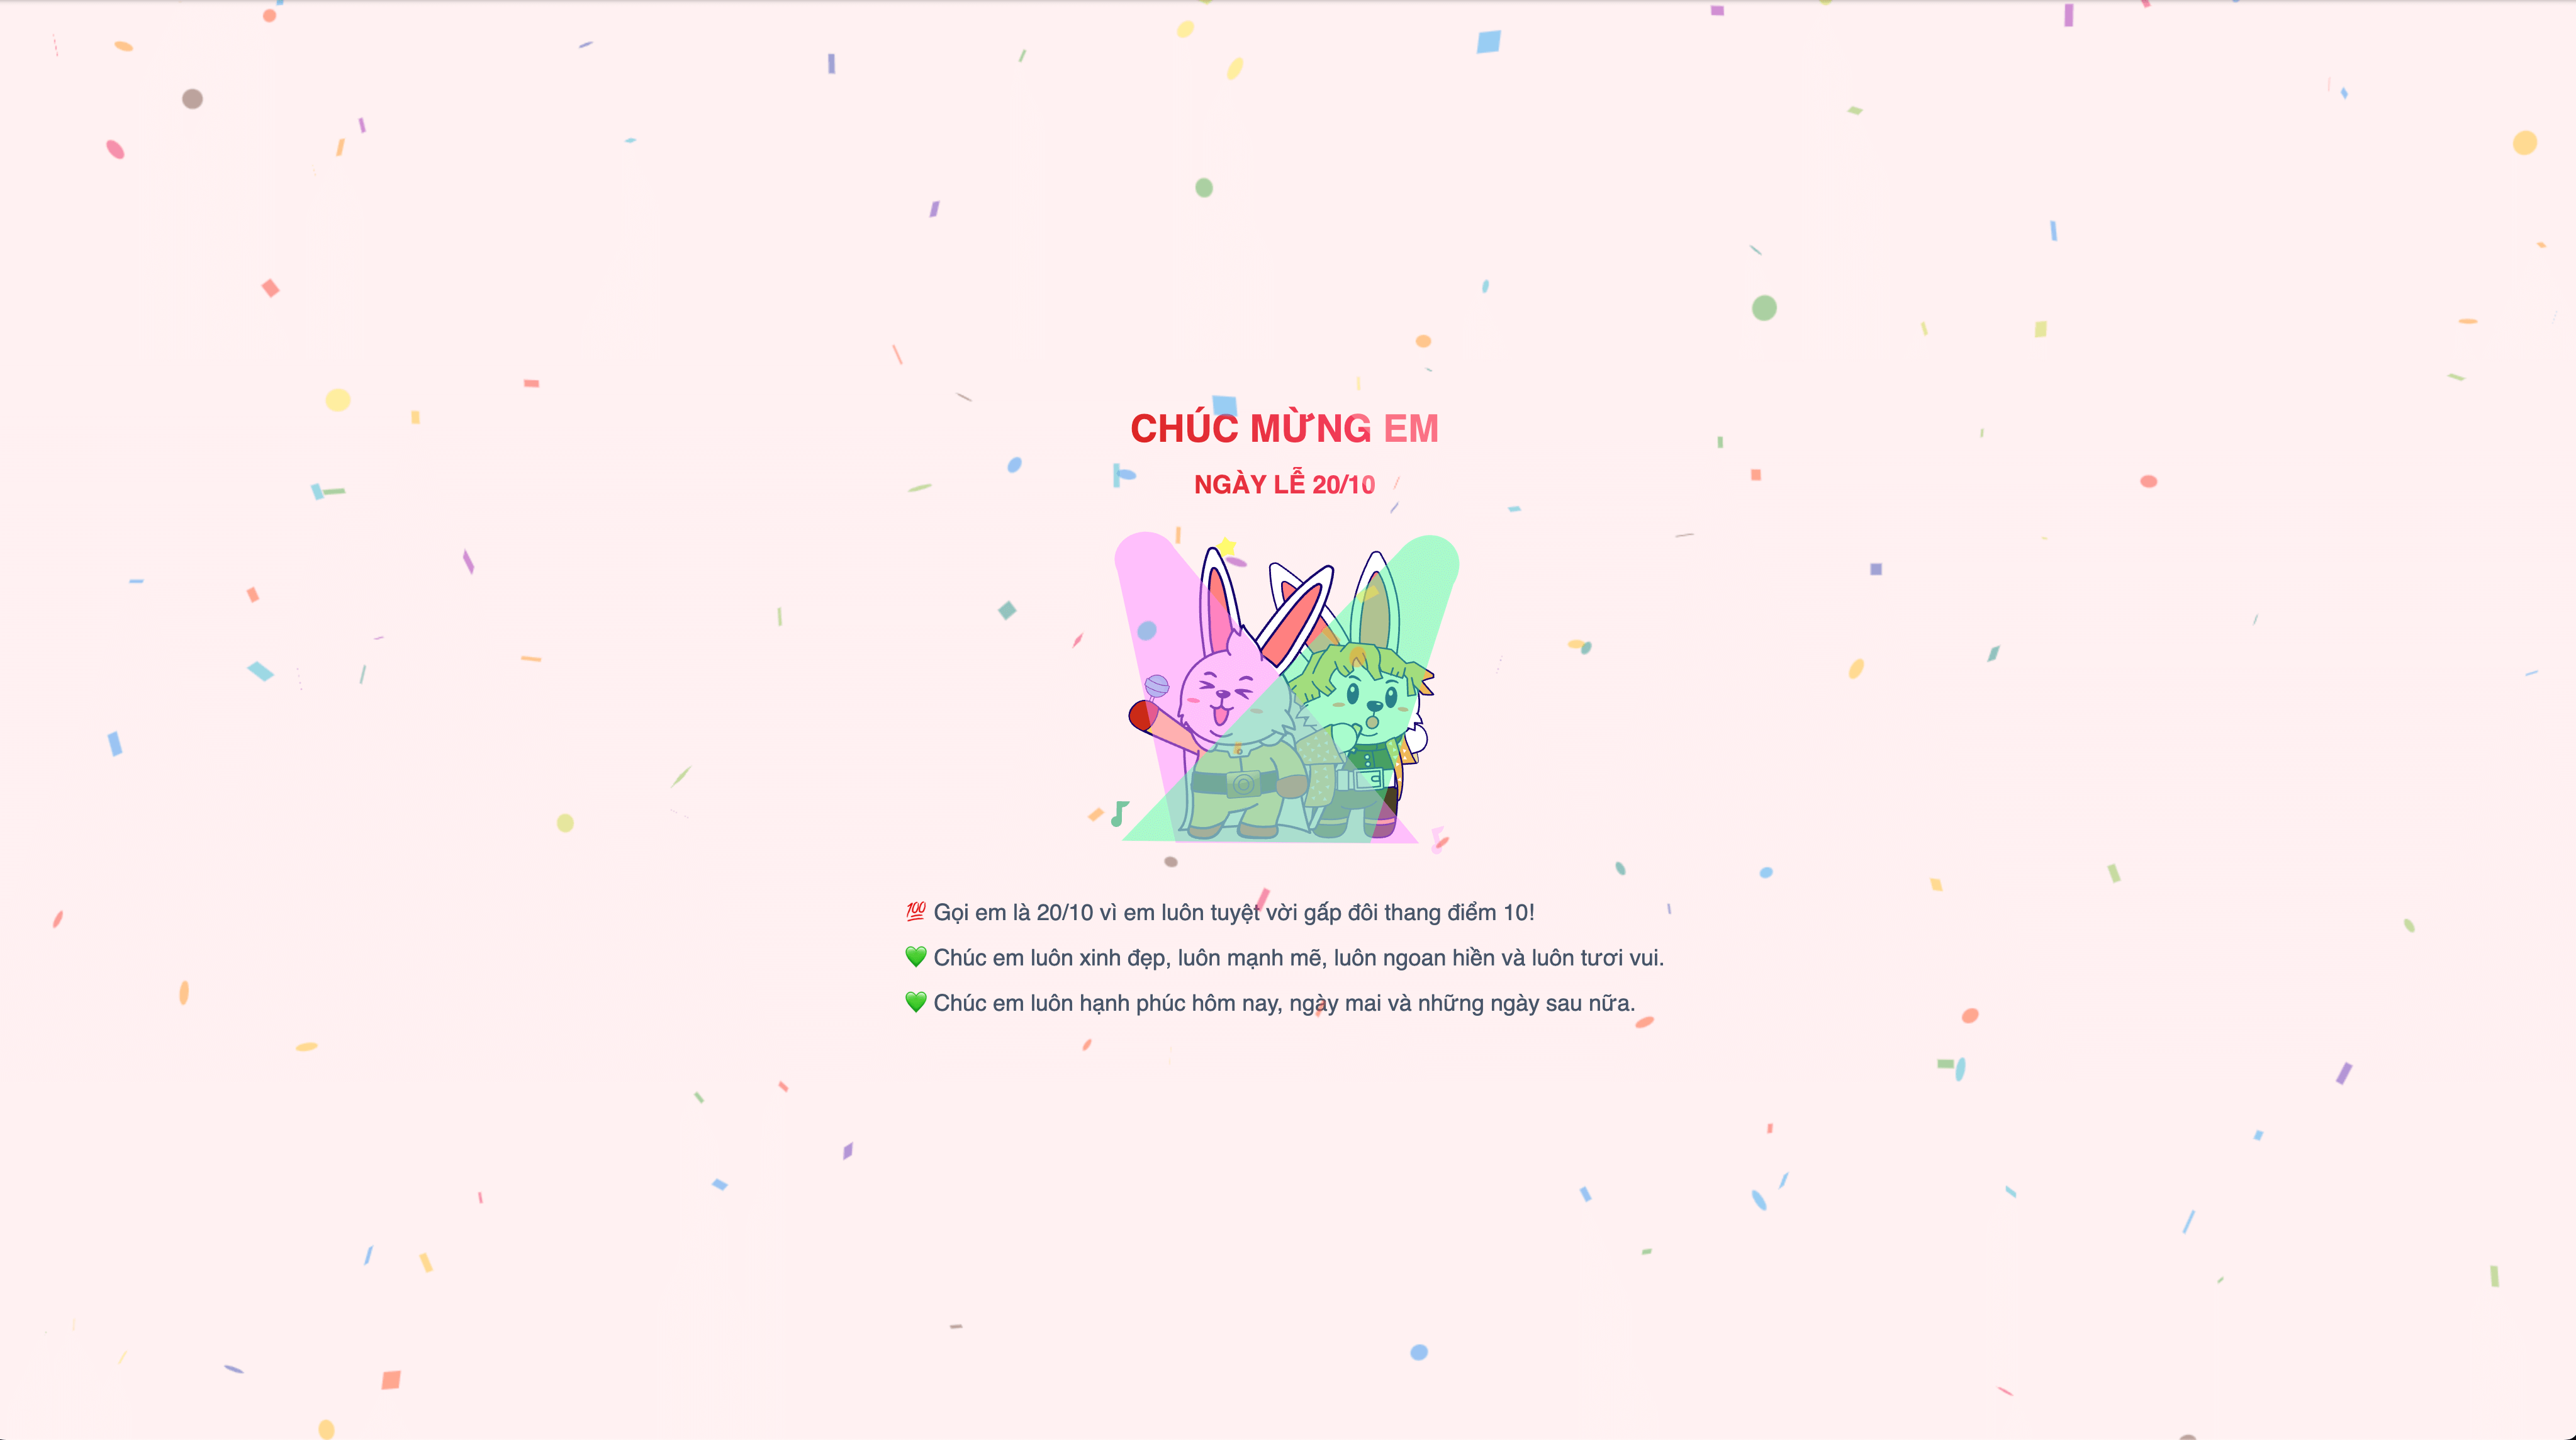 CHÚC MỪNG EM
NGÀY LỄ 20/10
💯 Gọi em là 20/10 vì em luôn tuyệt vời gấp đôi thang điểm 10!
💚 Chúc em luôn xinh đẹp, luôn mạnh mẽ, luôn ngoan hiền và luôn tươi vui.
💚 Chúc em luôn hạnh phúc hôm nay, ngày mai và những ngày sau nữa.